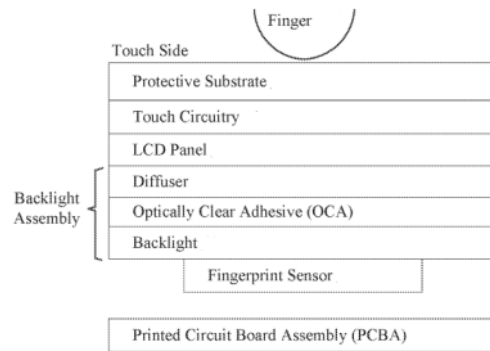 Finger
Touch Side
Protective Substrate
Touch Circuitry
LCD Panel
Diffuser
Backlight
Assembly
Optically Clear Adhesive (OCA)
Backlight
Fingerprint Sensor
Printed Circuit Board Assembly (PCBA)